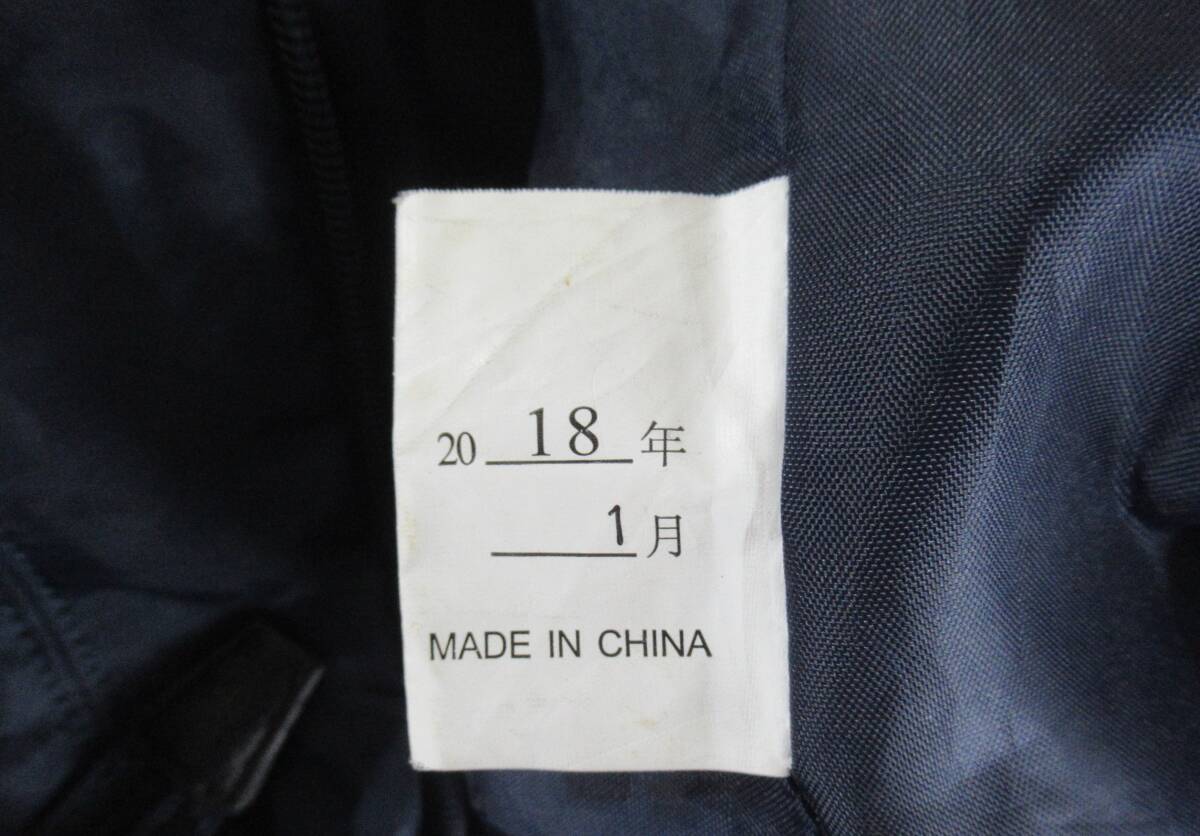 20 18 年
1 月
MADE IN CHINA